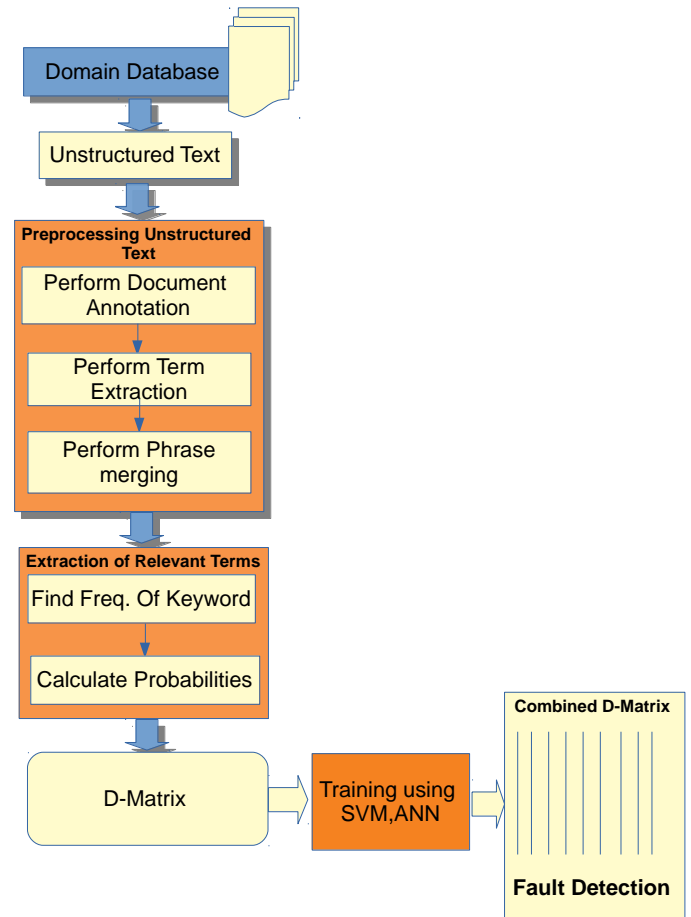 Domain Database
Unstructured Text
Preprocessing Unstructured
Text
Perform Document
Annotation
Perform Term
Extraction
Perform Phrase
merging
Extraction of Relevant Terms
Find Freq. Of Keyword
Calculate Probabilities
D-Matrix
Training using
SVM,ANN
Combined D-Matrix
Fault Detection